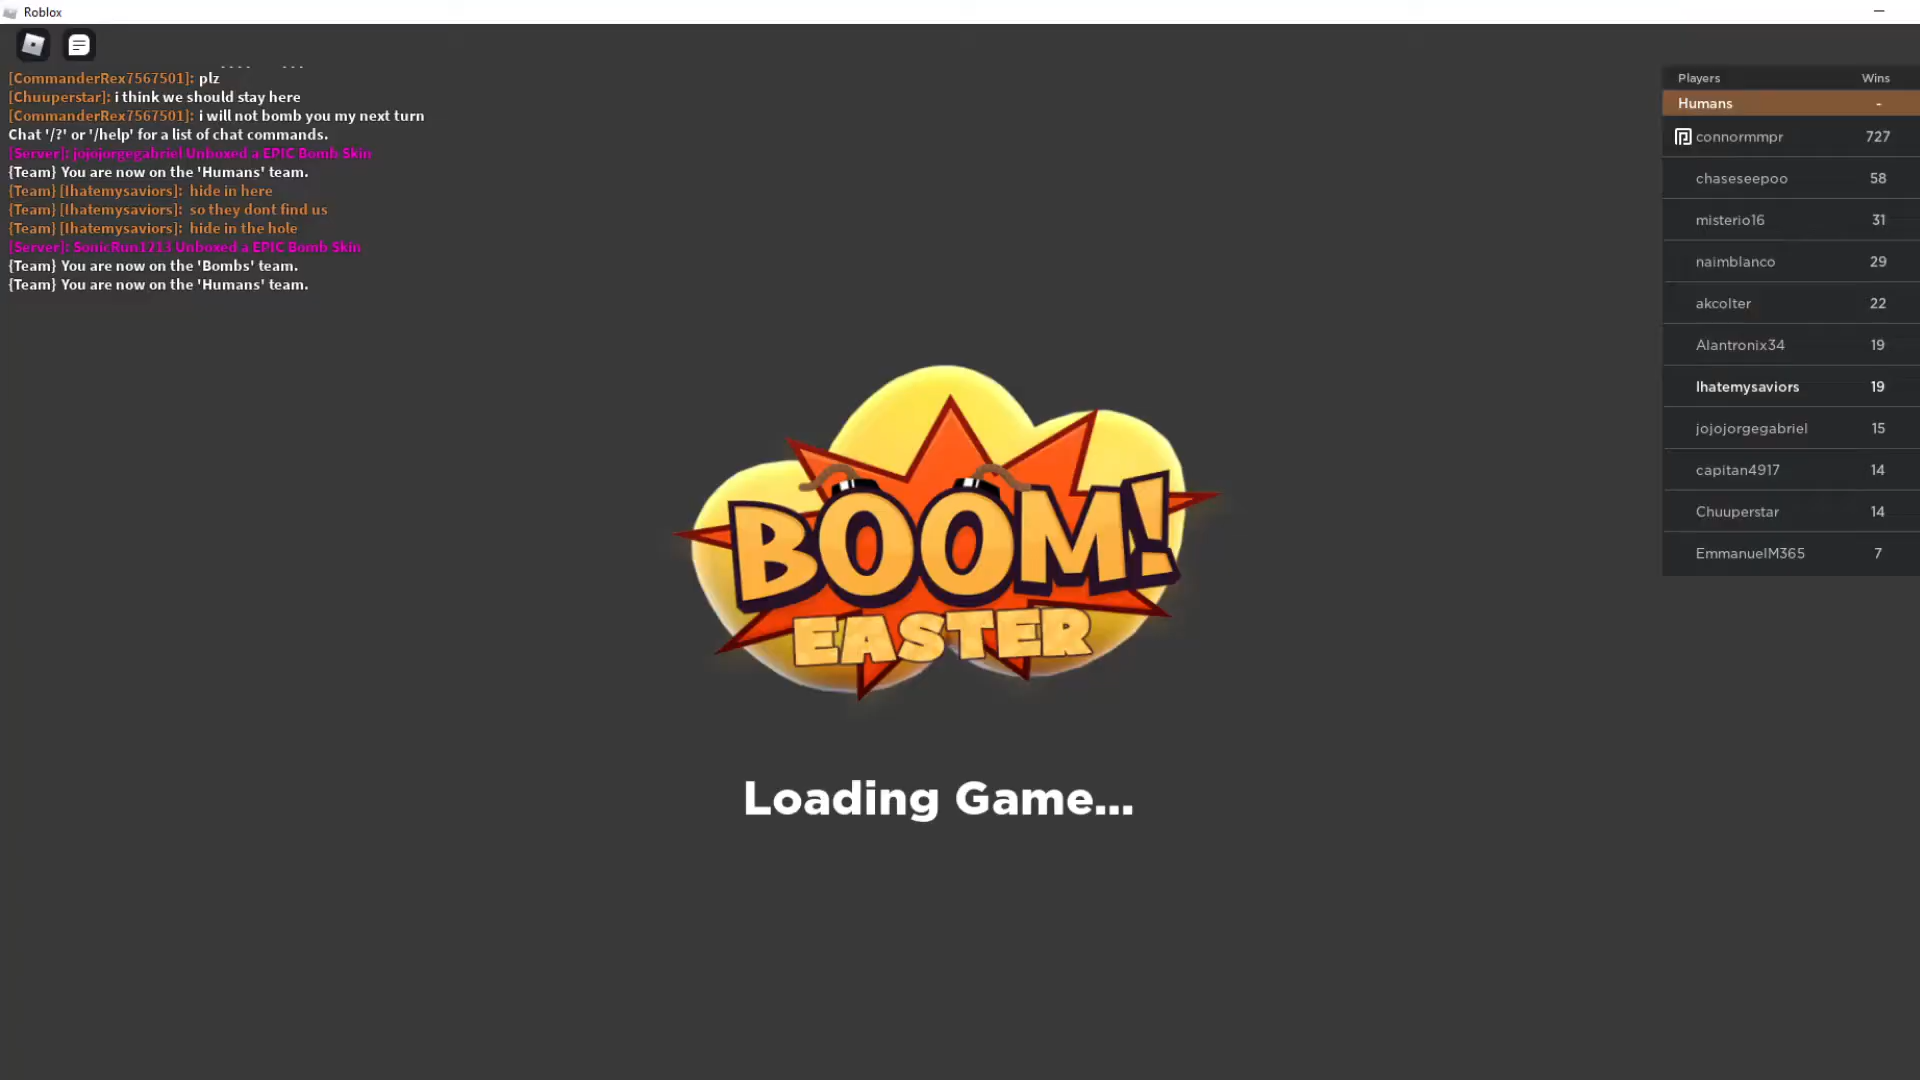 Roblox
[CommanderRex7567501]: plz
[Chuuperstar]: i think we should stay here
[CommanderRex7567501]: i will not bomb you my next turn
Chat '/?' or '/help' for a list of chat commands.
[Server]: jojojorgegabriel Unboxed a EPIC Bomb Skin
{Team} You are now on the 'Humans' team.
{Team} [Ihatemysaviors]: hide in here
{Team} [Ihatemysaviors]: so they dont find us
{Team} [Ihatemysaviors]: hide in the hole
[Server]: SonicRun1213 Unboxed a EPIC Bomb Skin
{Team} You are now on the 'Bombs' team.
{Team} You are now on the 'Humans' team.
Players Wins
Humans -
connormmpr 727
chaseseepoo 58
misterio16 31
naimblanco 29
akcolter 22
Alantronix34 19
Ihatemysaviors 19
jojojorgegabriel 15
capitan4917 14
Chuuperstar 14
EmmanuelM365 7
BOOM!
EASTER
Loading Game...